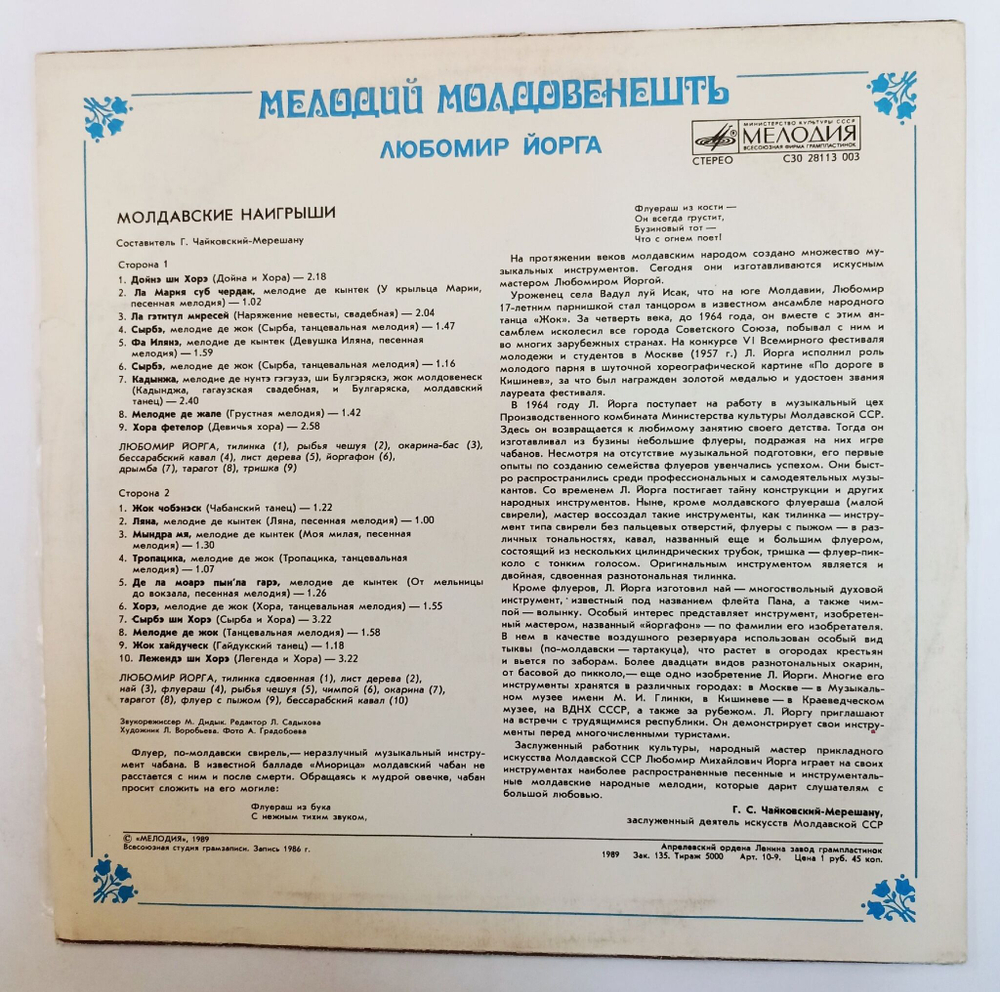 МЕЛОДИЙ МОЛДОВЕНЕШТЬ
ЛЮБОМИР ЙОРГА
МИНИСТЕРСТВО КУЛЬТУРЫ СССР
МЕЛОДИЯ
ВСЕСОЮЗНАЯ ФИРМА ГРАМПЛАСТИНОК
СТЕРЕО С30 28113 003
МОЛДАВСКИЕ НАИГРЫШИ
Составитель Г. Чайковский-Мерешану
Сторона 1
1. Дойнэ ши Хорэ (Дойна и Хора) — 2.18
2. Ла Мария суб чердак, мелодие де кынтек (У крыльца Марии,
песенная мелодия) — 1.02
3. Ла гэтитул миресей (Наряжение невесты, свадебная) — 2.04
4. Сырбэ, мелодие де жок (Сырба, танцевальная мелодия) — 1.47
5. Фа Илянэ, мелодие де кынтек (Девушка Иляна, песенная
мелодия) — 1.59
6. Сырбэ, мелодие де жок (Сырба, танцевальная мелодия) — 1.16
7. Кадынжа, мелодие де нунтэ гэгэузэ, ши Булгэряскэ, жок молдовенеск
(Кадынджа, гагаузская свадебная, и Булгаряска, молдавский
танец) — 2.40
8. Мелодие де жале (Грустная мелодия) — 1.42
9. Хора фетелор (Девичья хора) — 2.58
ЛЮБОМИР ЙОРГА, тилинка (1), рыбья чешуя (2), окарина-бас (3),
бессарабский кавал (4), лист дерева (5), йоргафон (6),
дрымба (7), тарагот (8), тришка (9)
Сторона 2
1. Жок чобэнэск (Чабанский танец) — 1.22
2. Ляна, мелодие де кынтек (Ляна, песенная мелодия) — 1.00
3. Мындра мя, мелодие де кынтек (Моя милая, песенная
мелодия) — 1.30
4. Тропацика, мелодие де жок (Тропацика, танцевальная
мелодия) — 1.07
5. Де ла моарэ пын'ла гарэ, мелодие де кынтек (От мельницы
до вокзала, песенная мелодия) — 1.26
6. Хорэ, мелодие де жок (Хора, танцевальная мелодия) — 1.55
7. Сырбэ ши Хорэ (Сырба и Хора) — 3.22
8. Мелодие де жок (Танцевальная мелодия) — 1.58
9. Жок хайдуческ (Гайдукский танец) — 1.18
10. Лежендэ ши Хорэ (Легенда и Хора) — 3.22
ЛЮБОМИР ЙОРГА, тилинка сдвоенная (1), лист дерева (2),
най (3), флуераш (4), рыбья чешуя (5), чимпой (6), окарина (7),
тарагот (8), флуер с пыжом (9), бессарабский кавал (10)
Звукорежиссер М. Дидык. Редактор Л. Садыхова
Художник Л. Воробьева. Фото А. Градобоева
Флуер, по-молдавски свирель,— неразлучный музыкальный инстру-
мент чабана. В известной балладе «Миорица» молдавский чабан не
расстается с ним и после смерти. Обращаясь к мудрой овечке, чабан
просит сложить на его могиле:
Флуераш из бука
С нежным тихим звуком,
Флуераш из кости —
Он всегда грустит,
Бузиновый тот —
Что с огнем поет!
На протяжении веков молдавским народом создано множество му-
зыкальных инструментов. Сегодня они изготавливаются искусным
мастером Любомиром Йоргой.
Уроженец села Вадул луй Исак, что на юге Молдавии, Любомир
17-летним парнишкой стал танцором в известном ансамбле народного
танца «Жок». За четверть века, до 1964 года, он вместе с этим ан-
самблем исколесил все города Советского Союза, побывал с ним и
во многих зарубежных странах. На конкурсе VI Всемирного фестиваля
молодежи и студентов в Москве (1957 г.) Л. Йорга исполнил роль
молодого парня в шуточной хореографической картине «По дороге в
Кишинев», за что был награжден золотой медалью и удостоен звания
лауреата фестиваля.
В 1964 году Л. Йорга поступает на работу в музыкальный цех
Производственного комбината Министерства культуры Молдавской ССР.
Здесь он возвращается к любимому занятию своего детства. Тогда он
изготавливал из бузины небольшие флуеры, подражая на них игре
чабанов. Несмотря на отсутствие музыкальной подготовки, его первые
опыты по созданию семейства флуеров увенчались успехом. Они быст-
ро распространились среди профессиональных и самодеятельных музы-
кантов. Со временем Л. Йорга постигает тайну конструкции и других
народных инструментов. Ныне, кроме молдавского флуераша (малой
свирели), мастер воссоздал такие инструменты, как тилинка — инстру-
мент типа свирели без пальцевых отверстий, флуеры с пыжом — в раз-
личных тональностях, кавал, названный еще и большим флуером,
состоящий из нескольких цилиндрических трубок, тришка — флуер-пик-
коло с тонким голосом. Оригинальным инструментом является и
двойная, сдвоенная разнотональная тилинка.
Кроме флуеров, Л. Йорга изготовил най — многоствольный духовой
инструмент, известный под названием флейта Пана, а также чим-
пой — волынку. Особый интерес представляет инструмент, изобретен-
ный мастером, названный «йоргафон» — по фамилии его изобретателя.
В нем в качестве воздушного резервуара использован особый вид
тыквы (по-молдавски — тартакуца), что растет в огородах крестьян
и вьется по заборам. Более двадцати видов разнотональных окарин,
от басовой до пикколо,— еще одно изобретение Л. Йорги. Многие его
инструменты хранятся в различных городах: в Москве — в Музыкаль-
ном музее имени М. И. Глинки, в Кишиневе — в Краеведческом
музее, на ВДНХ СССР, а также за рубежом. Л. Йоргу приглашают
на встречи с трудящимися республики. Он демонстрирует свои инстру-
менты перед многочисленными туристами.
Заслуженный работник культуры, народный мастер прикладного
искусства Молдавской ССР Любомир Михайлович Йорга играет на своих
инструментах наиболее распространенные песенные и инструменталь-
ные молдавские народные мелодии, которые дарит слушателям с
большой любовью.
Г. С. Чайковский-Мерешану,
заслуженный деятель искусств Молдавской ССР
© «МЕЛОДИЯ», 1989
Всесоюзная студия грамзаписи. Запись 1986 г.
Апрелевский ордена Ленина завод грампластинок
1989 Зак. 135. Тираж 5000 Арт. 10-9. Цена 1 руб. 45 коп.